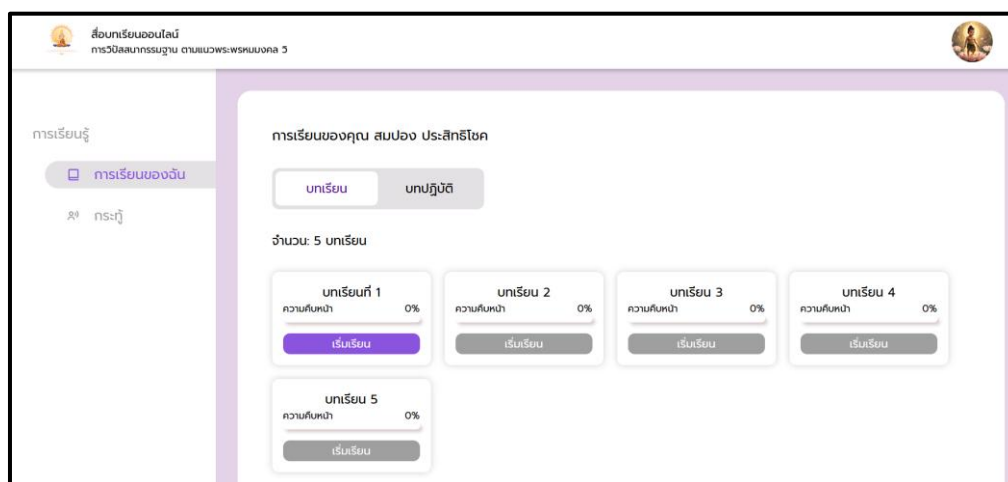 สื่อบทเรียนออนไลน์
การวิปัสสนากรรมฐาน ตามแนวพระพรหมมงคล วิ
การเรียนรู้
การเรียนของฉัน
กระทู้
การเรียนของคุณ สมปอง ประสิทธิโชค
บทเรียน บทปฏิบัติ
จำนวน: 5 บทเรียน
บทเรียนที่ 1
ความคืบหน้า 0%
เริ่มเรียน
บทเรียน 2
ความคืบหน้า 0%
เริ่มเรียน
บทเรียน 3
ความคืบหน้า 0%
เริ่มเรียน
บทเรียน 4
ความคืบหน้า 0%
เริ่มเรียน
บทเรียน 5
ความคืบหน้า 0%
เริ่มเรียน